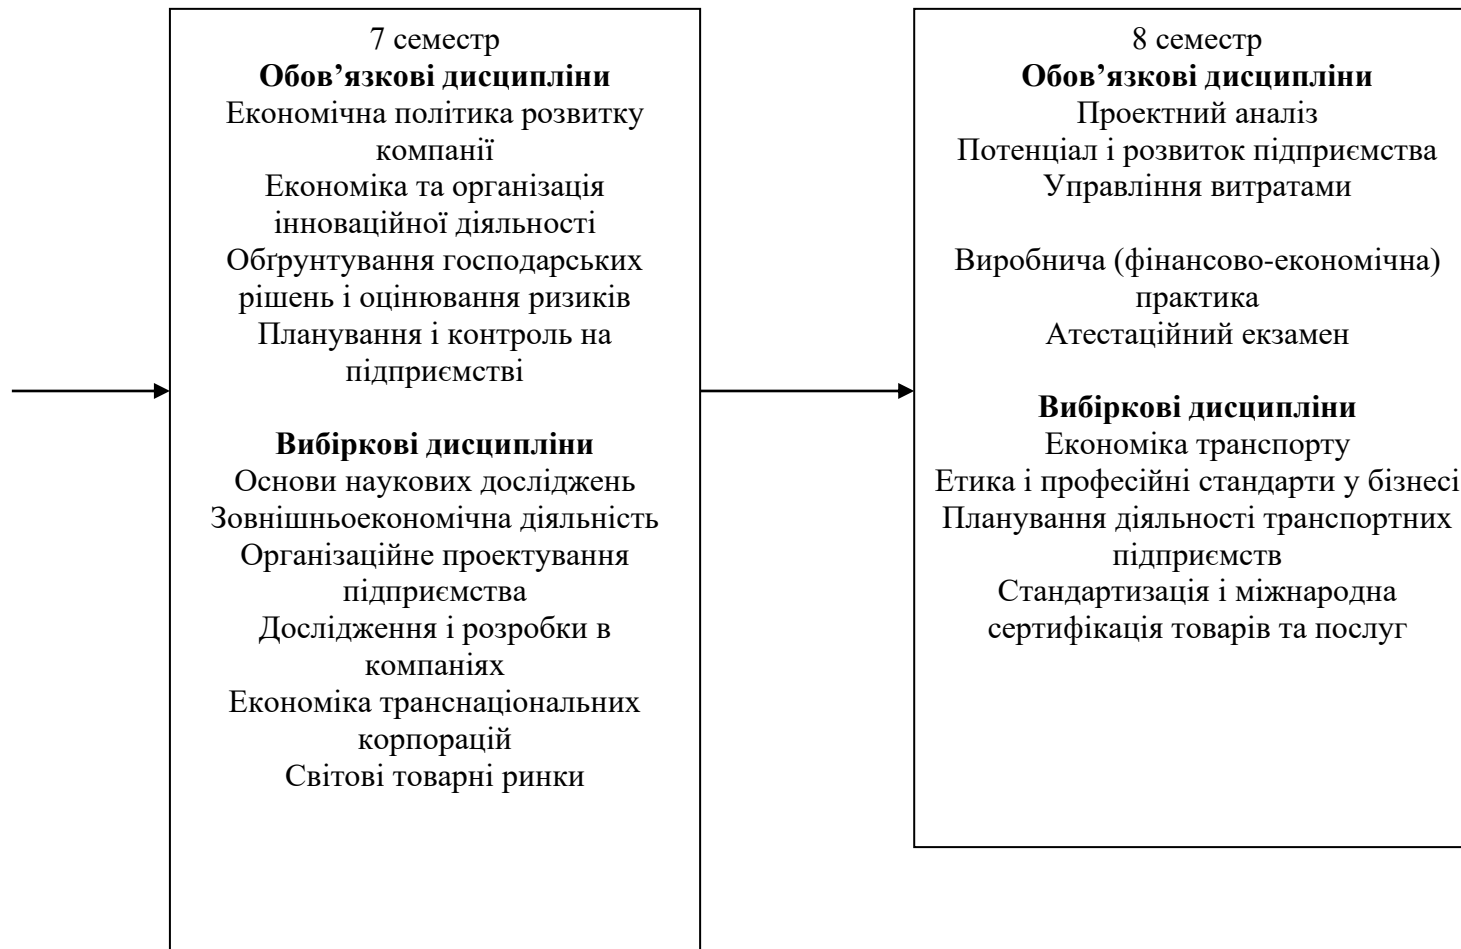 7 семестр
Обов’язкові дисципліни
Економічна політика розвитку
компанії
Економіка та організація
інноваційної діяльності
Обґрунтування господарських
рішень і оцінювання ризиків
Планування і контроль на
підприємстві
Вибіркові дисципліни
Основи наукових досліджень
Зовнішньоекономічна діяльність
Організаційне проектування
підприємства
Дослідження і розробки в
компаніях
Економіка транснаціональних
корпорацій
Світові товарні ринки
8 семестр
Обов’язкові дисципліни
Проектний аналіз
Потенціал і розвиток підприємства
Управління витратами
Виробнича (фінансово-економічна)
практика
Атестаційний екзамен
Вибіркові дисципліни
Економіка транспорту
Етика і професійні стандарти у бізнесі
Планування діяльності транспортних
підприємств
Стандартизація і міжнародна
сертифікація товарів та послуг